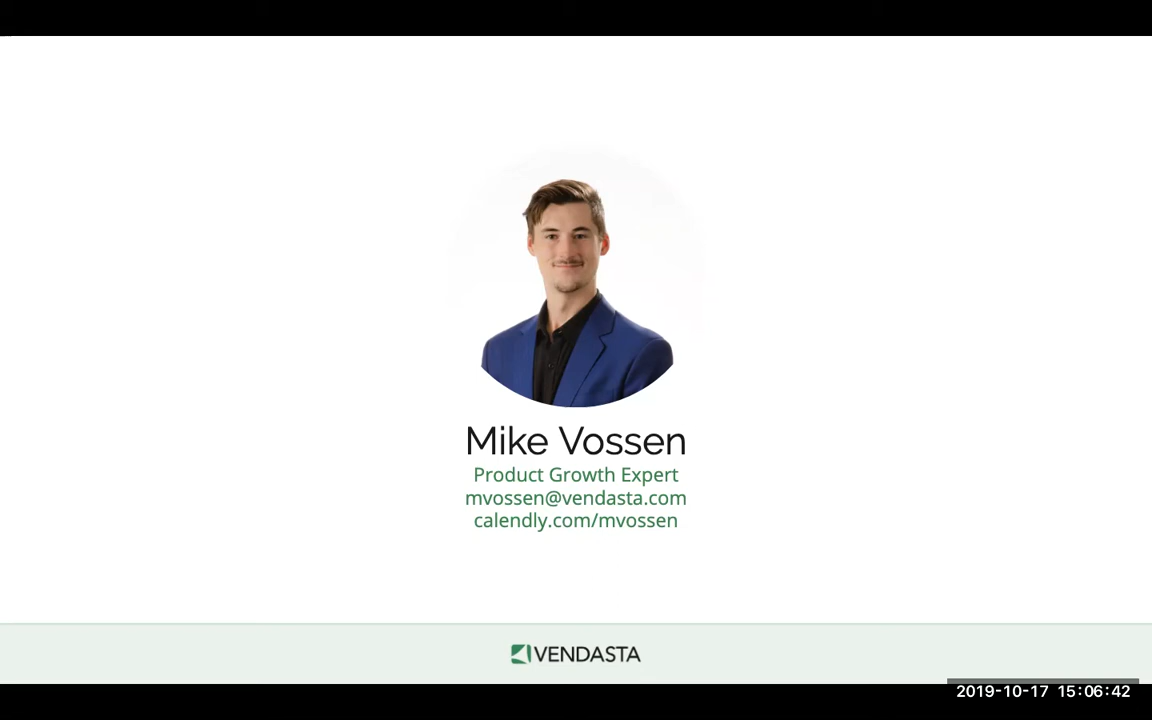 Mike Vossen
Product Growth Expert
mvossen@vendasta.com
calendly.com/mvossen
VENDASTA
2019-10-17 15:06:42